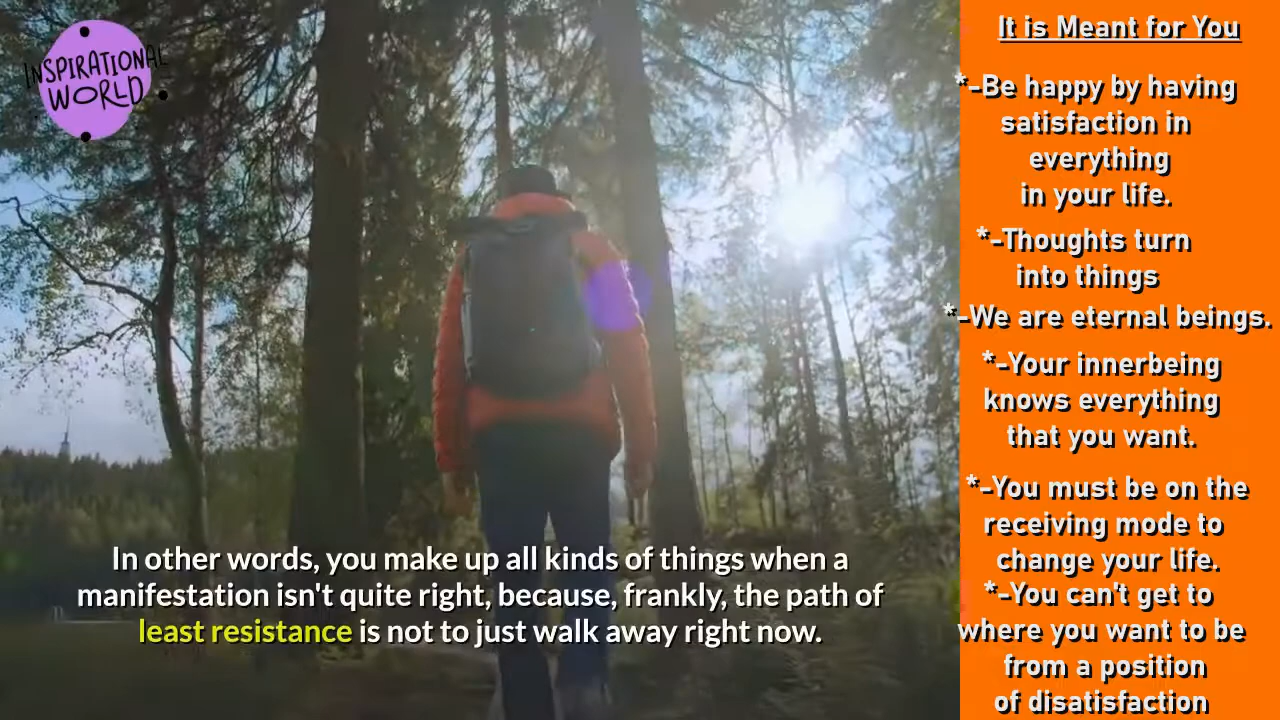 INSPIRATIONAL
WORLD
In other words, you make up all kinds of things when a
manifestation isn't quite right, because, frankly, the path of
least resistance is not to just walk away right now.
It is Meant for You
*-Be happy by having
satisfaction in
everything
in your life.
*-Thoughts turn
into things
*-We are eternal beings.
*-Your innerbeing
knows everything
that you want.
*-You must be on the
receiving mode to
change your life.
*-You can't get to
where you want to be
from a position
of disatisfaction